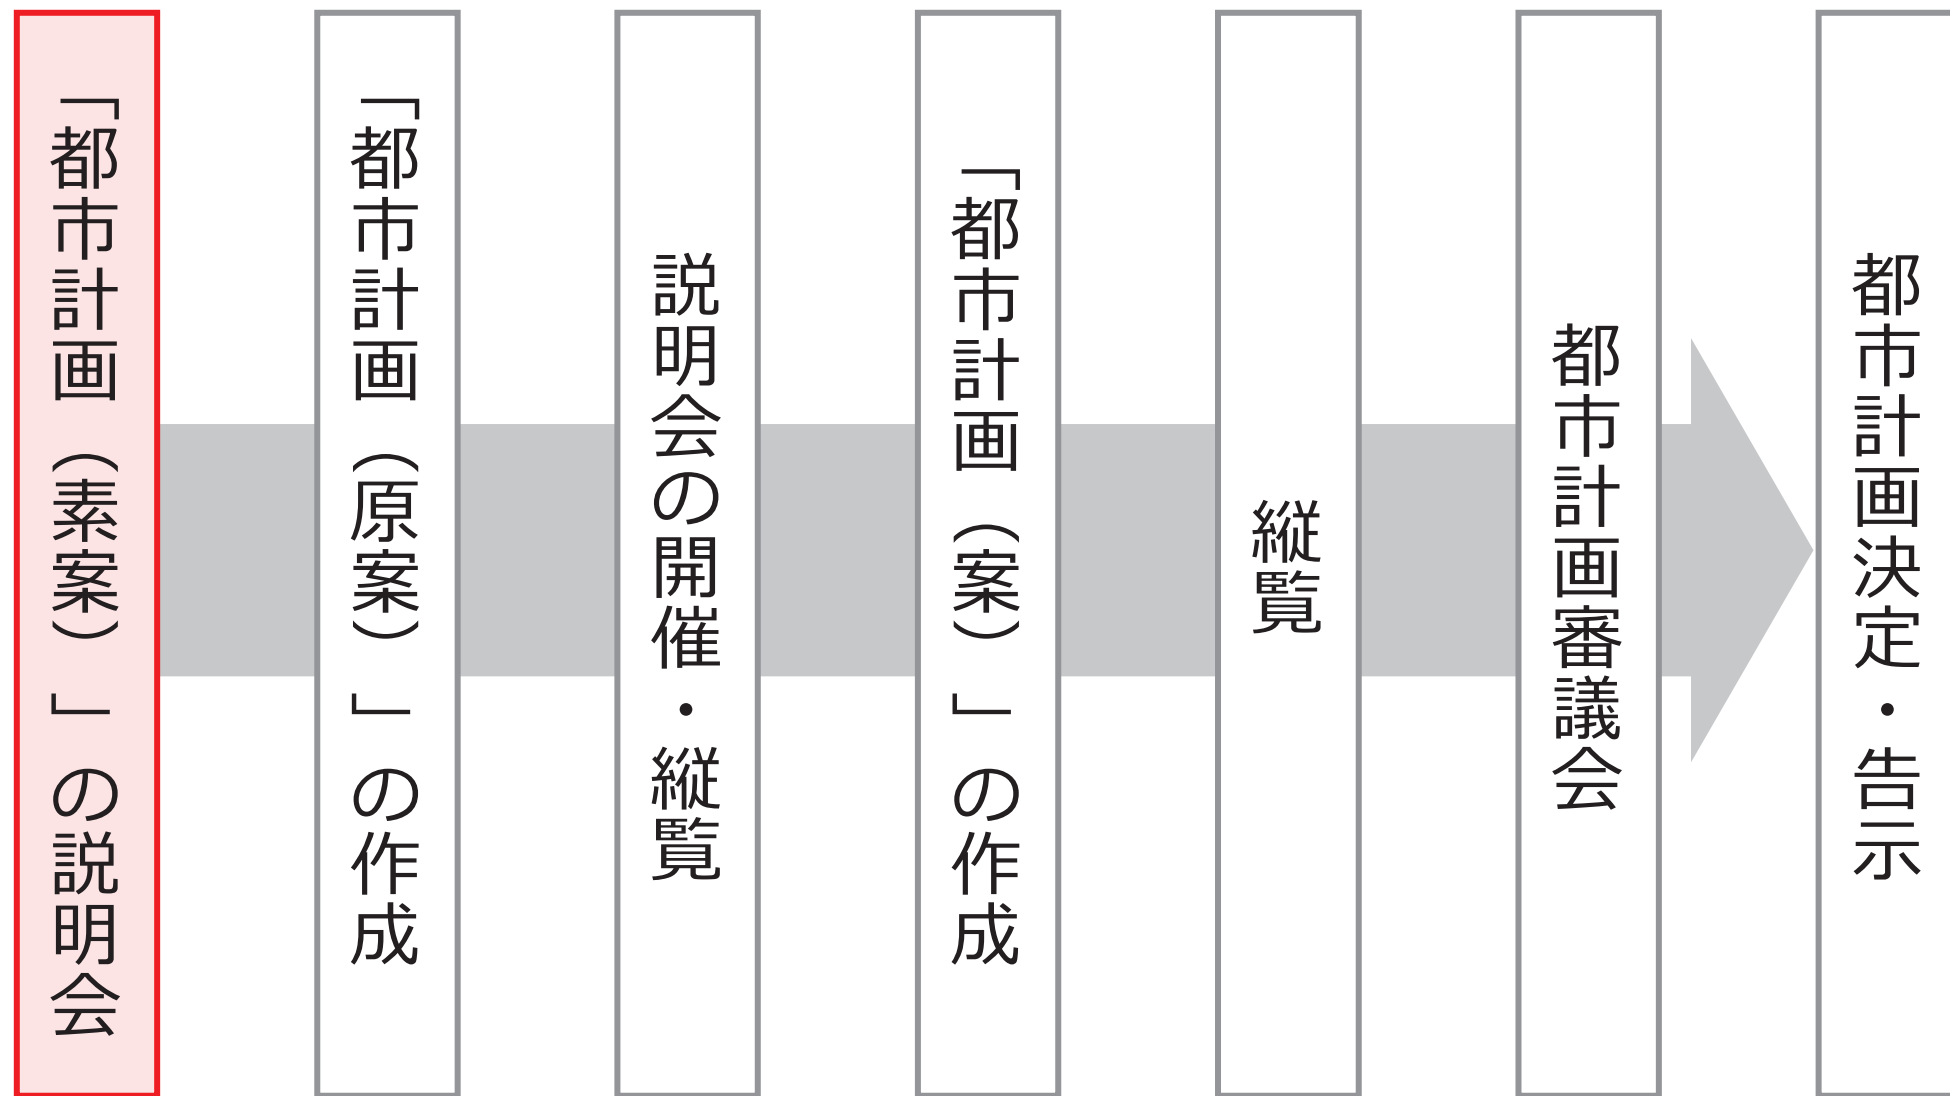 「都市計画（素案）」の説明会
「都市計画（原案）」の作成
説明会の開催・縦覧
「都市計画（案）」の作成
縦覧
都市計画審議会
都市計画決定・告示